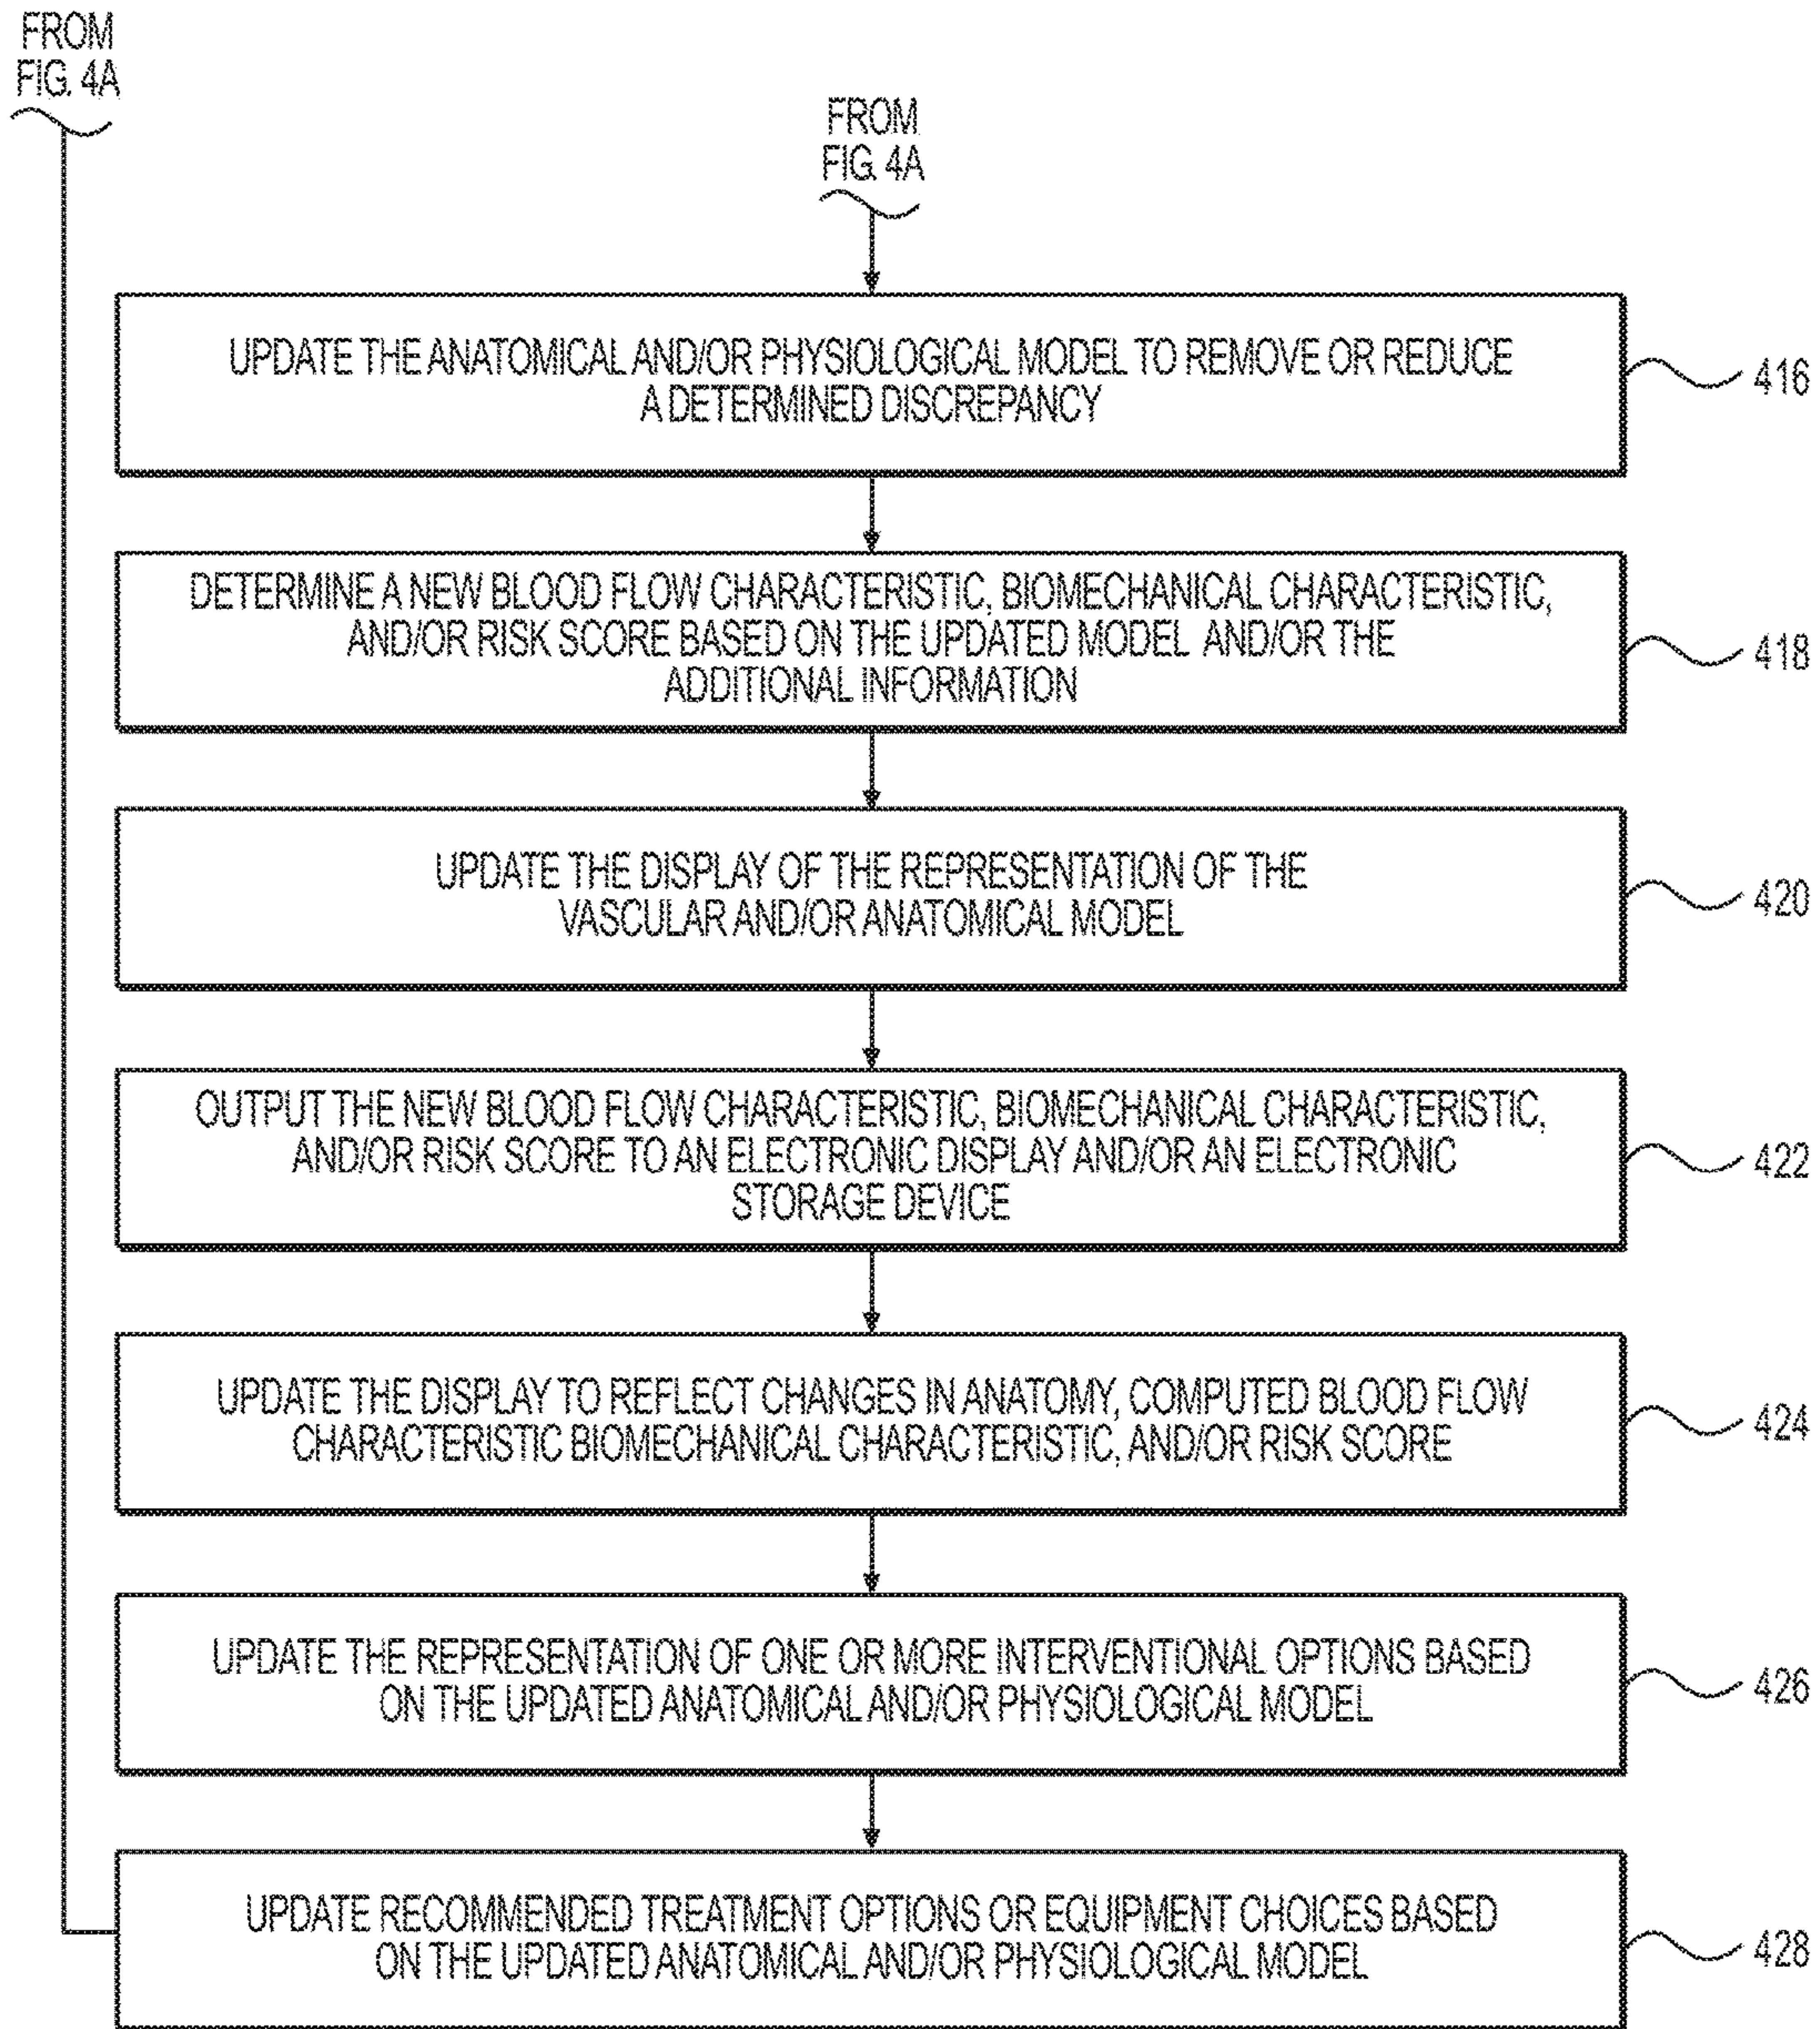 FROM
FIG. 4A
FROM
FIG. 4A
UPDATE THE ANATOMICAL AND/OR PHYSIOLOGICAL MODEL TO REMOVE OR REDUCE
A DETERMINED DISCREPANCY
416
DETERMINE A NEW BLOOD FLOW CHARACTERISTIC, BIOMECHANICAL CHARACTERISTIC,
AND/OR RISK SCORE BASED ON THE UPDATED MODEL AND/OR THE
ADDITIONAL INFORMATION
418
UPDATE THE DISPLAY OF THE REPRESENTATION OF THE
VASCULAR AND/OR ANATOMICAL MODEL
420
OUTPUT THE NEW BLOOD FLOW CHARACTERISTIC, BIOMECHANICAL CHARACTERISTIC,
AND/OR RISK SCORE TO AN ELECTRONIC DISPLAY AND/OR AN ELECTRONIC
STORAGE DEVICE
422
UPDATE THE DISPLAY TO REFLECT CHANGES IN ANATOMY, COMPUTED BLOOD FLOW
CHARACTERISTIC BIOMECHANICAL CHARACTERISTIC, AND/OR RISK SCORE
424
UPDATE THE REPRESENTATION OF ONE OR MORE INTERVENTIONAL OPTIONS BASED
ON THE UPDATED ANATOMICAL AND/OR PHYSIOLOGICAL MODEL
426
UPDATE RECOMMENDED TREATMENT OPTIONS OR EQUIPMENT CHOICES BASED
ON THE UPDATED ANATOMICAL AND/OR PHYSIOLOGICAL MODEL
428